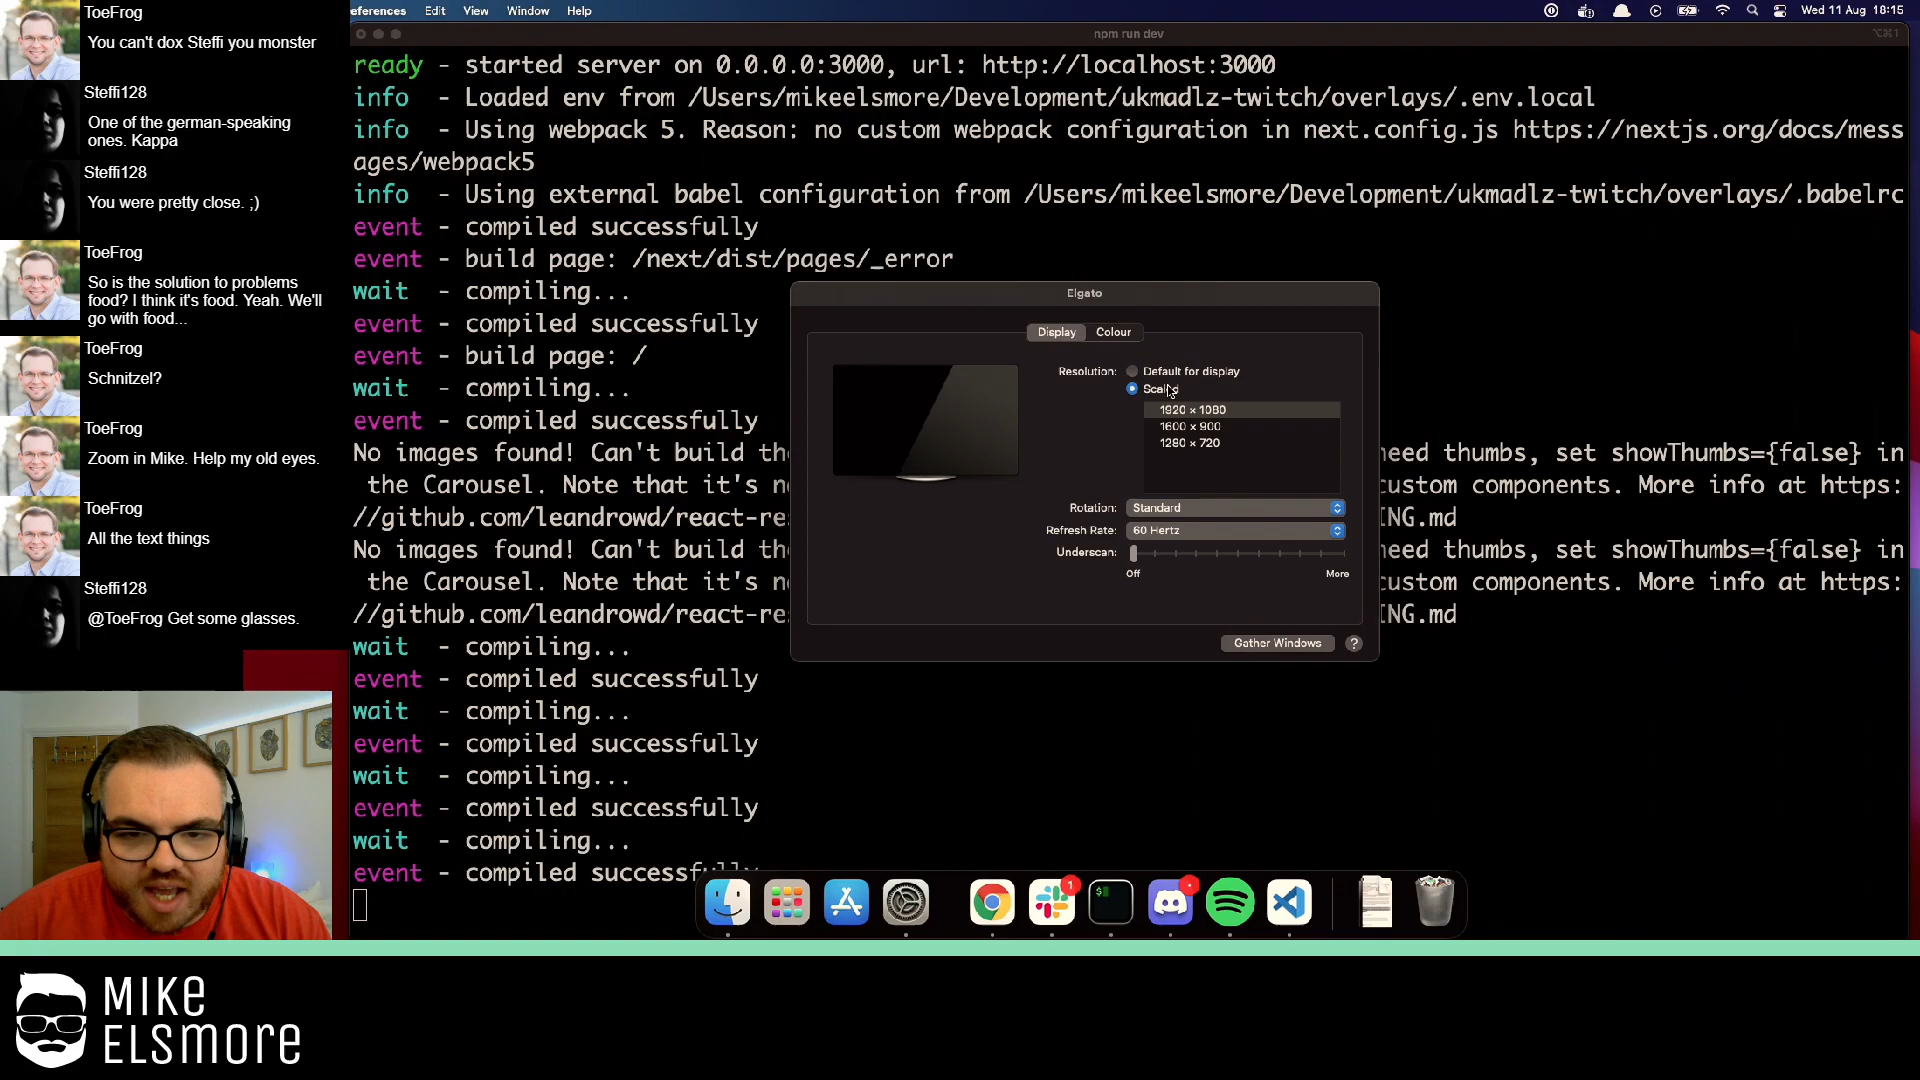 ToeFrog
You can't dox Steffi you monster
Steffi128
One of the german-speaking
ones. Kappa
Steffi128
You were pretty close. ;)
ToeFrog
So is the solution to problems
food? I think it's food. Yeah. We'll
go with food...
ToeFrog
Schnitzel?
ToeFrog
Zoom in Mike. Help my old eyes.
ToeFrog
All the text things
Steffi128
@ToeFrog Get some glasses.
eferences Edit View Window Help
Wed 11 Aug 18:15
npm run dev
⌥⌘1
ready - started server on 0.0.0.0:3000, url: http://localhost:3000
info - Loaded env from /Users/mikeelsmore/Development/ukmadlz-twitch/overlays/.env.local
info - Using webpack 5. Reason: no custom webpack configuration in next.config.js https://nextjs.org/docs/mess
ages/webpack5
info - Using external babel configuration from /Users/mikeelsmore/Development/ukmadlz-twitch/overlays/.babelrc
event - compiled successfully
event - build page: /next/dist/pages/_error
wait - compiling...
event - compiled successfully
event - build page: /
wait - compiling...
event - compiled successfully
No images found! Can't build th need thumbs, set showThumbs={false} in
the Carousel. Note that it's n custom components. More info at https:
//github.com/leandrowd/react-re NG.md
No images found! Can't build th need thumbs, set showThumbs={false} in
the Carousel. Note that it's n custom components. More info at https:
//github.com/leandrowd/react-re NG.md
wait - compiling...
event - compiled successfully
wait - compiling...
event - compiled successfully
wait - compiling...
event - compiled successfully
wait - compiling...
event - compiled successfully
Elgato
Display Colour
Resolution: Default for display
Scaled
1920 × 1080
1600 × 900
1280 × 720
Rotation: Standard
Refresh Rate: 60 Hertz
Underscan:
Off More
Gather Windows ?
1
$
MIKE
ELSMORE